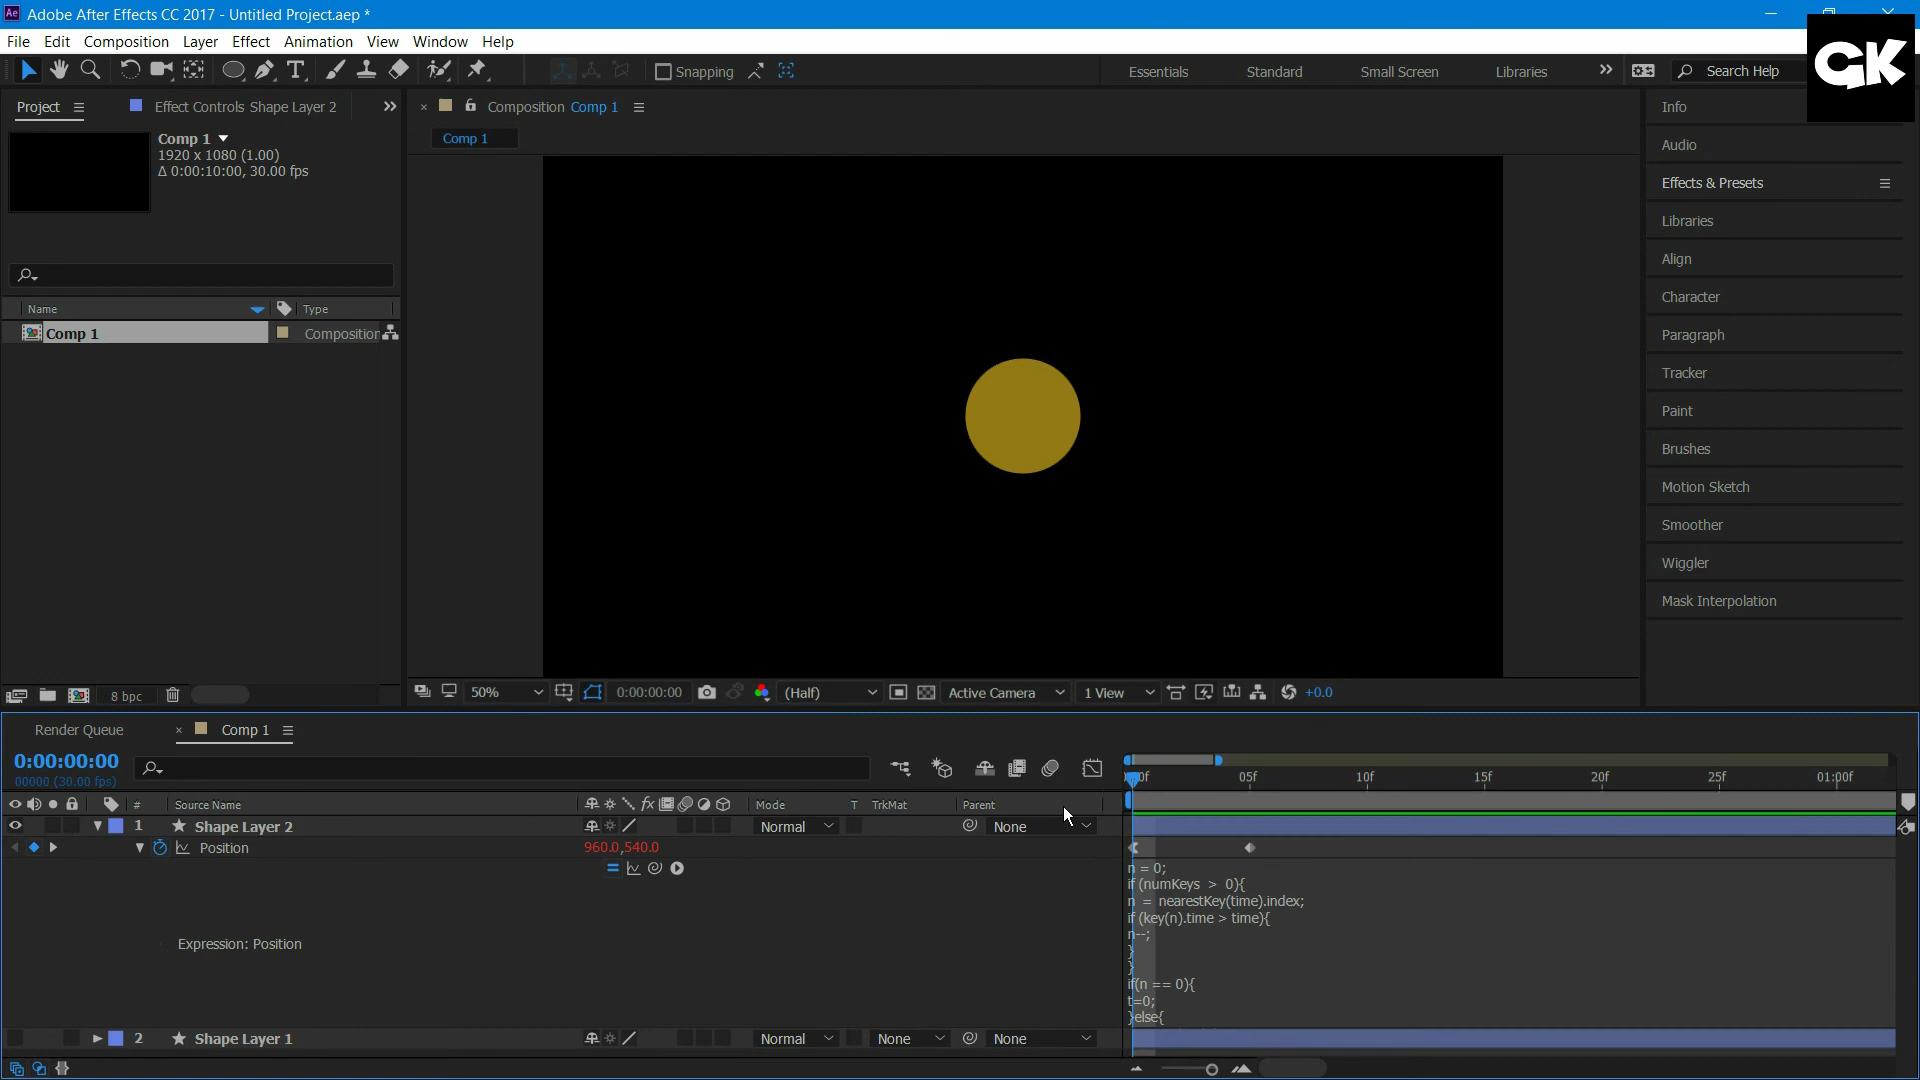 Adobe After Effects CC 2017 - Untitled Project.aep *
File Edit Composition Layer Effect Animation View Window Help
Snapping Essentials Standard Small Screen Libraries Search Help
GK
Project Effect Controls Shape Layer 2
Composition Comp 1
Comp 1
Comp 1
1920 x 1080 (1.00)
Δ 0:00:10:00, 30.00 fps
Name Type
Comp 1 Composition
8 bpc
50% 0:00:00:00 (Half) Active Camera 1 View +0.0
Info
Audio
Effects & Presets
Libraries
Align
Character
Paragraph
Tracker
Paint
Brushes
Motion Sketch
Smoother
Wiggler
Mask Interpolation
Render Queue Comp 1
0:00:00:00
00000 (30.00 fps)
05f 10f 15f 20f 25f 01:00f
# Source Name Mode T TrkMat Parent
1 Shape Layer 2 Normal None
Position 960.0,540.0
Expression: Position
n = 0;
if (numKeys > 0){
n = nearestKey(time).index;
if (key(n).time > time){
n--;
}
}
if(n == 0){
t=0;
}else{
2 Shape Layer 1 Normal None None